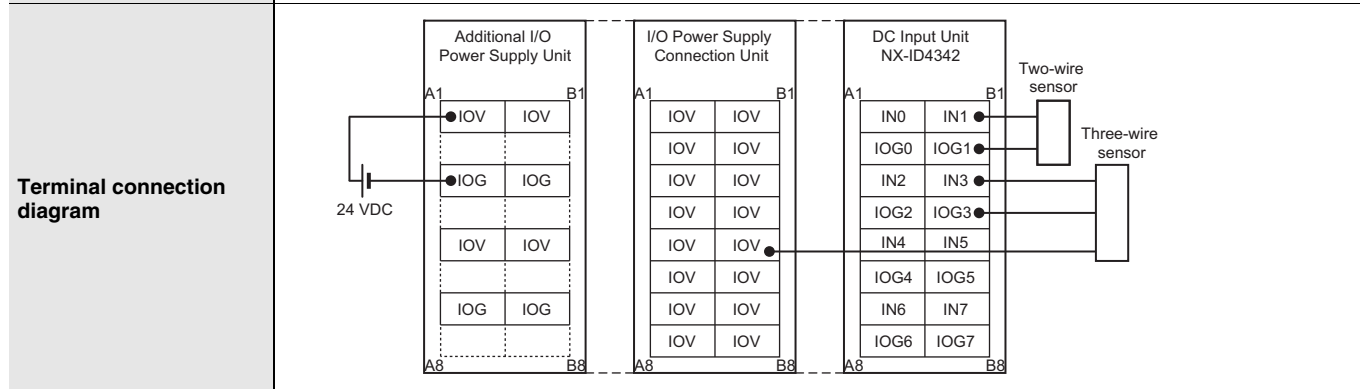 Terminal connection
diagram
24 VDC
Additional I/O
Power Supply Unit
A1 B1
IOV IOV
IOG IOG
IOV IOV
IOG IOG
A8 B8
I/O Power Supply
Connection Unit
A1 B1
IOV IOV
IOV IOV
IOV IOV
IOV IOV
IOV IOV
IOV IOV
IOV IOV
IOV IOV
A8 B8
DC Input Unit
NX-ID4342
A1 B1
IN0 IN1
IOG0 IOG1
IN2 IN3
IOG2 IOG3
IN4 IN5
IOG4 IOG5
IN6 IN7
IOG6 IOG7
A8 B8
Two-wire
sensor
Three-wire
sensor